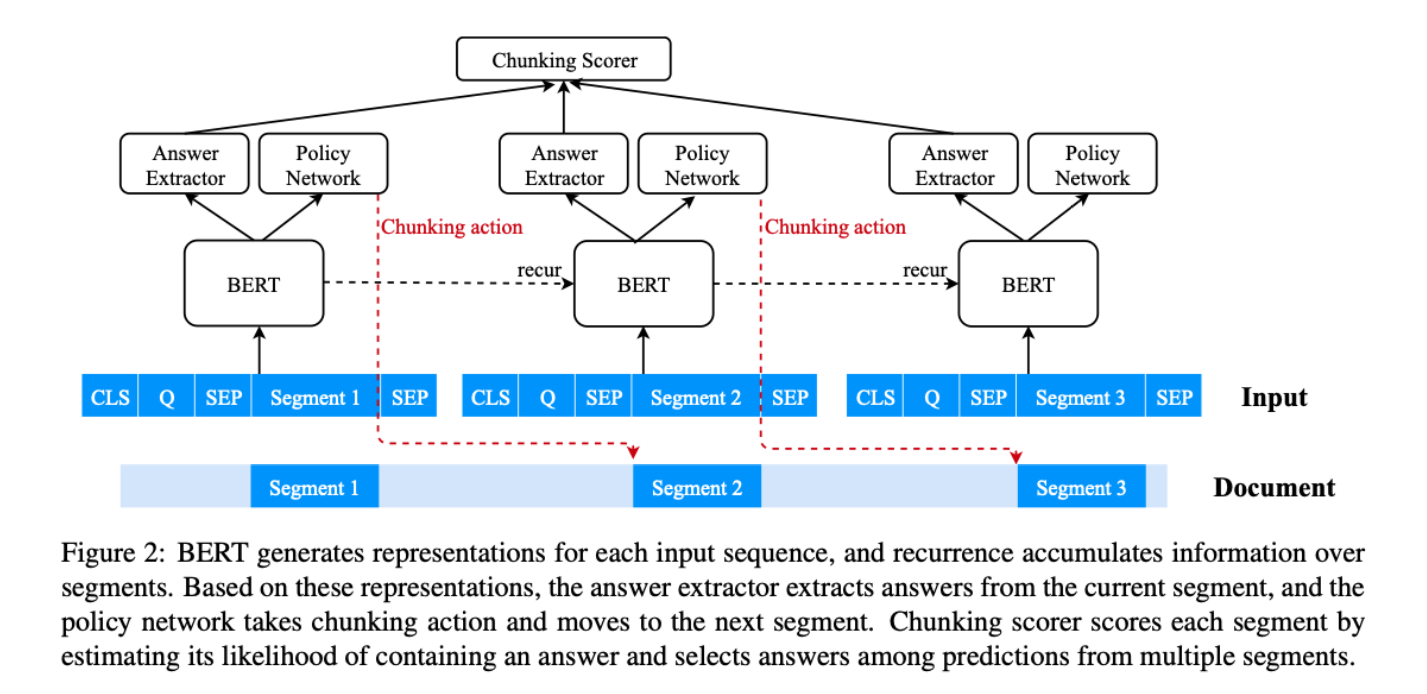 Chunking Scorer
Answer
Extractor
Policy
Network
Answer
Extractor
Policy
Network
Answer
Extractor
Policy
Network
Chunking action
Chunking action
BERT
recur
BERT
recur
BERT
CLS Q SEP Segment 1 SEP
CLS Q SEP Segment 2 SEP
CLS Q SEP Segment 3 SEP
Input
Segment 1
Segment 2
Segment 3
Document
Figure 2: BERT generates representations for each input sequence, and recurrence accumulates information over
segments. Based on these representations, the answer extractor extracts answers from the current segment, and the
policy network takes chunking action and moves to the next segment. Chunking scorer scores each segment by
estimating its likelihood of containing an answer and selects answers among predictions from multiple segments.